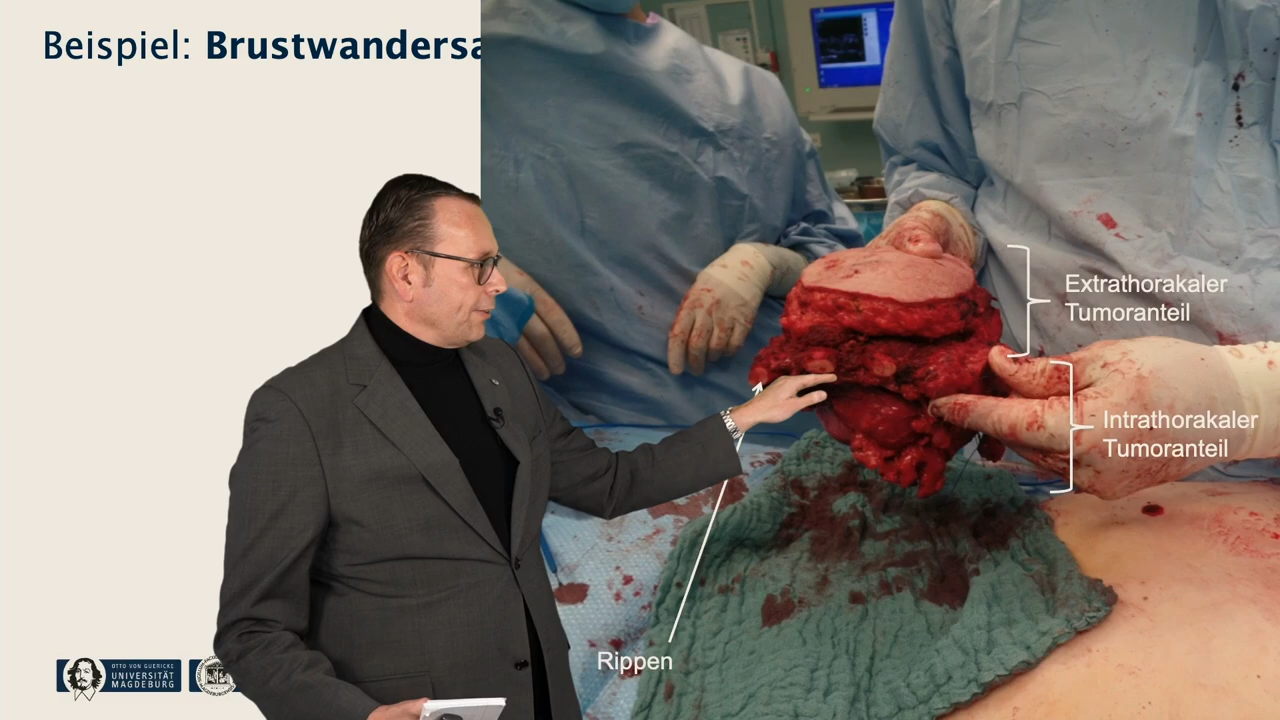 Beispiel: Brustwandersa
Extrathorakaler
Tumoranteil
Intrathorakaler
Tumoranteil
Rippen
OTTO VON GUERICKE
UNIVERSITÄT
MAGDEBURG